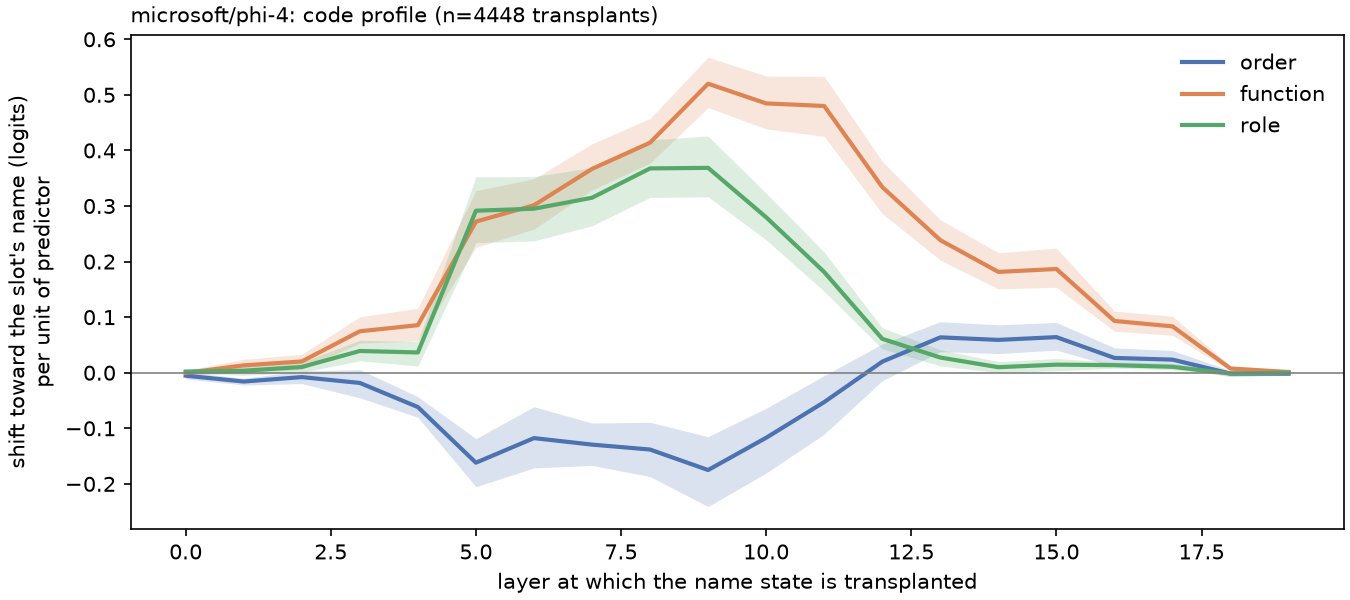 microsoft/phi-4: code profile (n=4448 transplants)
shift toward the slot's name (logits)
per unit of predictor
0.6
0.5
0.4
0.3
0.2
0.1
0.0
−0.1
−0.2
order
function
role
0.0 2.5 5.0 7.5 10.0 12.5 15.0 17.5
layer at which the name state is transplanted